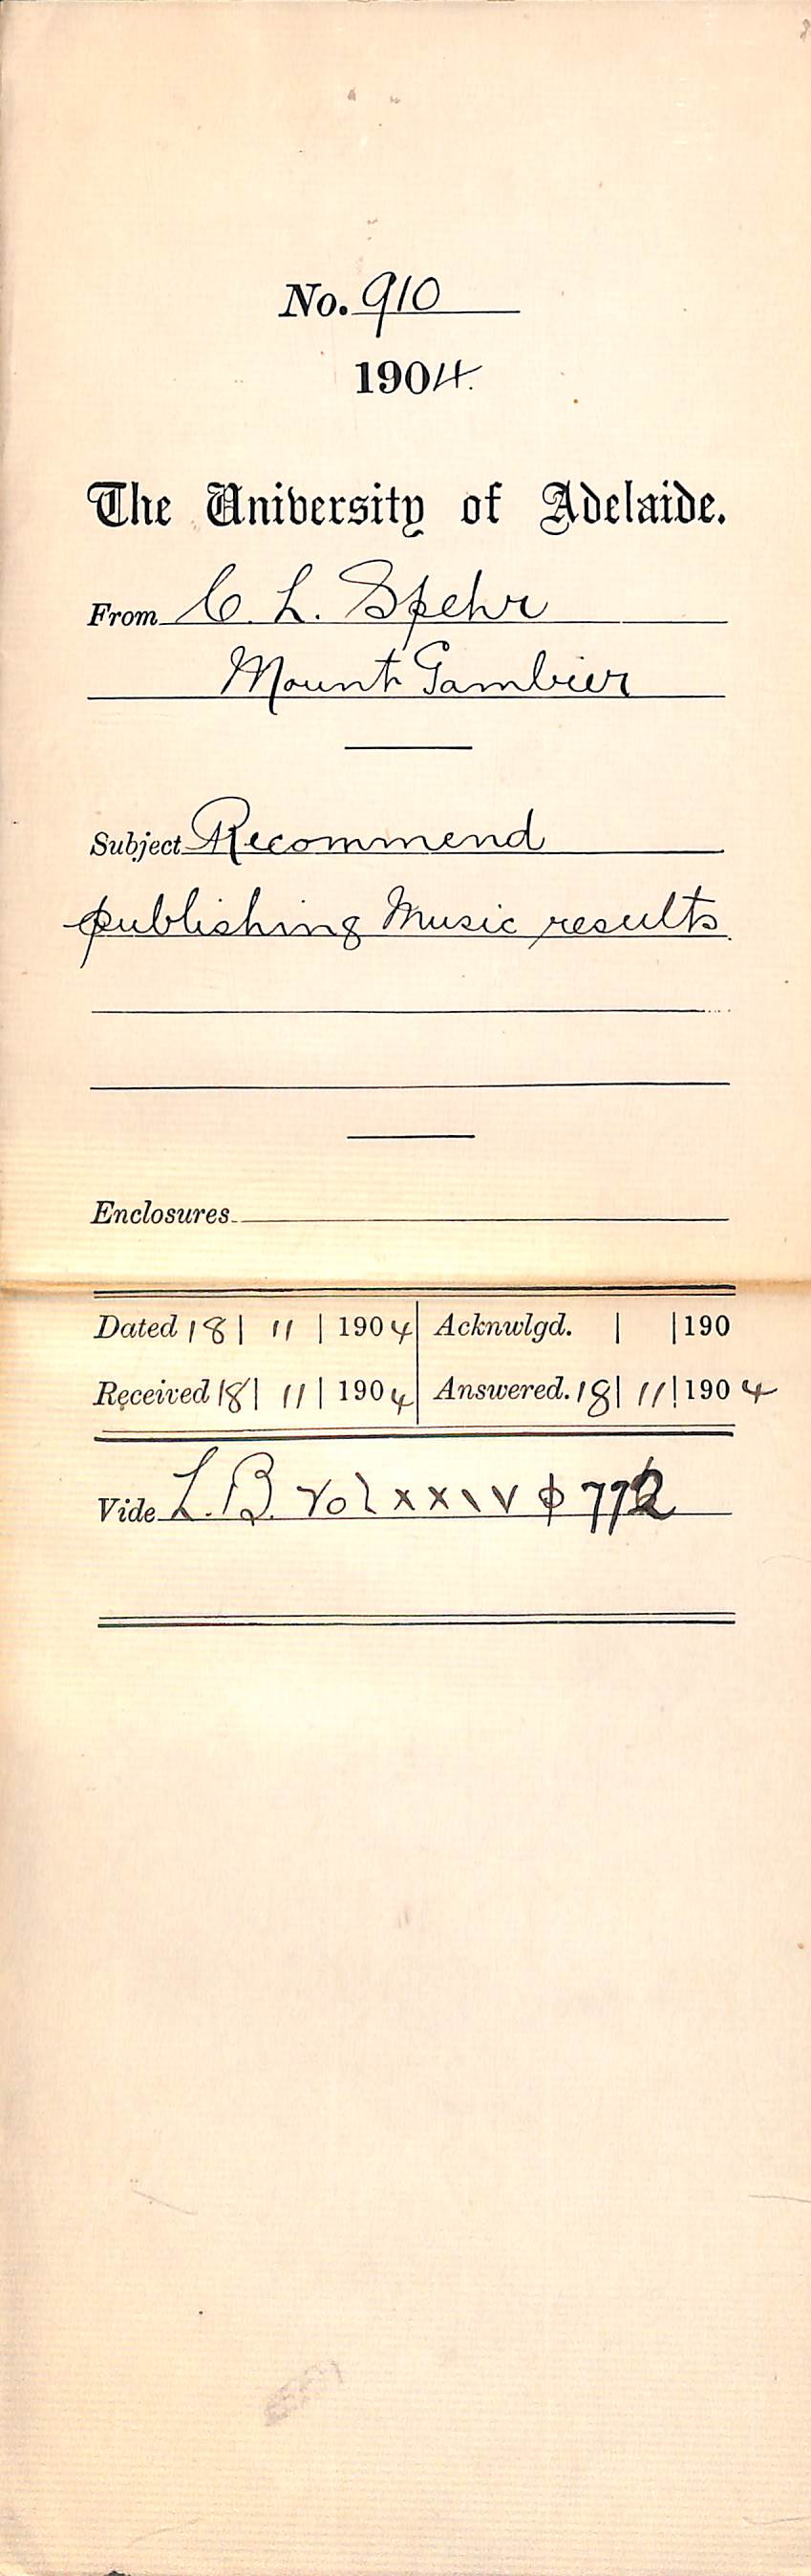 No. 910
1904.
The University of Adelaide.
From C. L. Spehr
Mount Gambier
Subject Recommend
publishing Music results
Enclosures
Dated 18 | 11 | 1904 Acknwlgd. | | 190
Received 18 | 11 | 1904 Answered. 18 | 11 | 1904
Vide L.B. Vol xxiv p 772